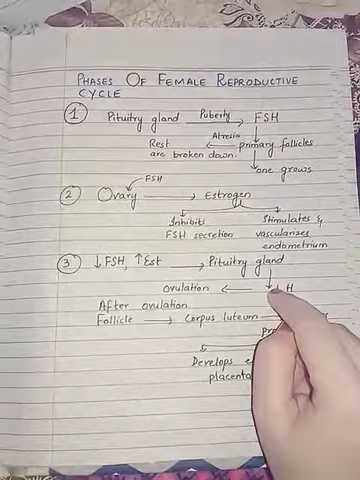 PHASES OF FEMALE REPRODUCTIVE
CYCLE
1 Pituitry gland Puberty FSH
Rest Atresia primary follicles
are broken down. one grows
FSH
2 Ovary Estrogen
Inhibits Stimulates &
FSH secretion vascularizes
endometrium
3 ↓FSH, ↑Est → Pituitry gland
ovulation ← H
After ovulation
Follicle → Corpus luteum
Develops
placenta